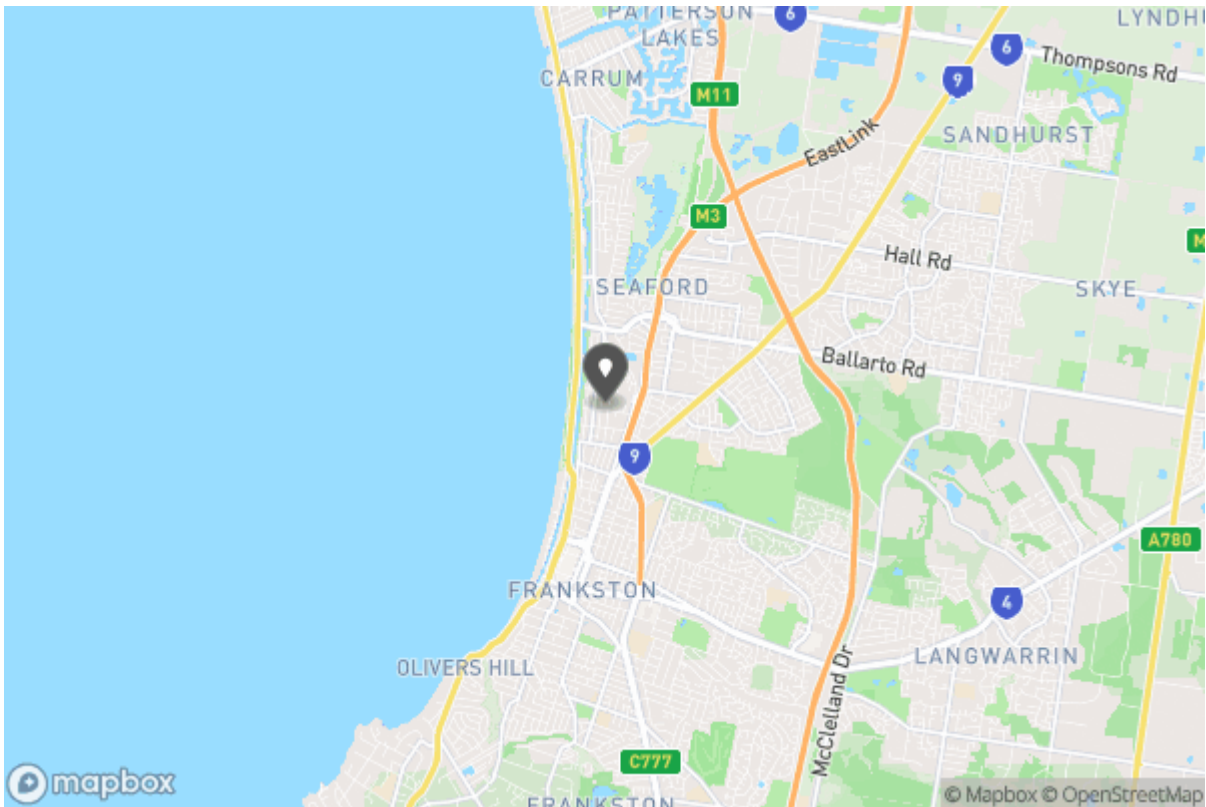 PATTERSON
LAKES
6
LYNDHU
6
Thompsons Rd
CARRUM
M11
9
EastLink
SANDHURST
M3
M
Hall Rd
SEAFORD
SKYE
Ballarto Rd
9
A780
FRANKSTON
4
OLIVERS HILL
LANGWARRIN
McClelland Dr
C777
mapbox
© Mapbox © OpenStreetMap
FRANKSTON